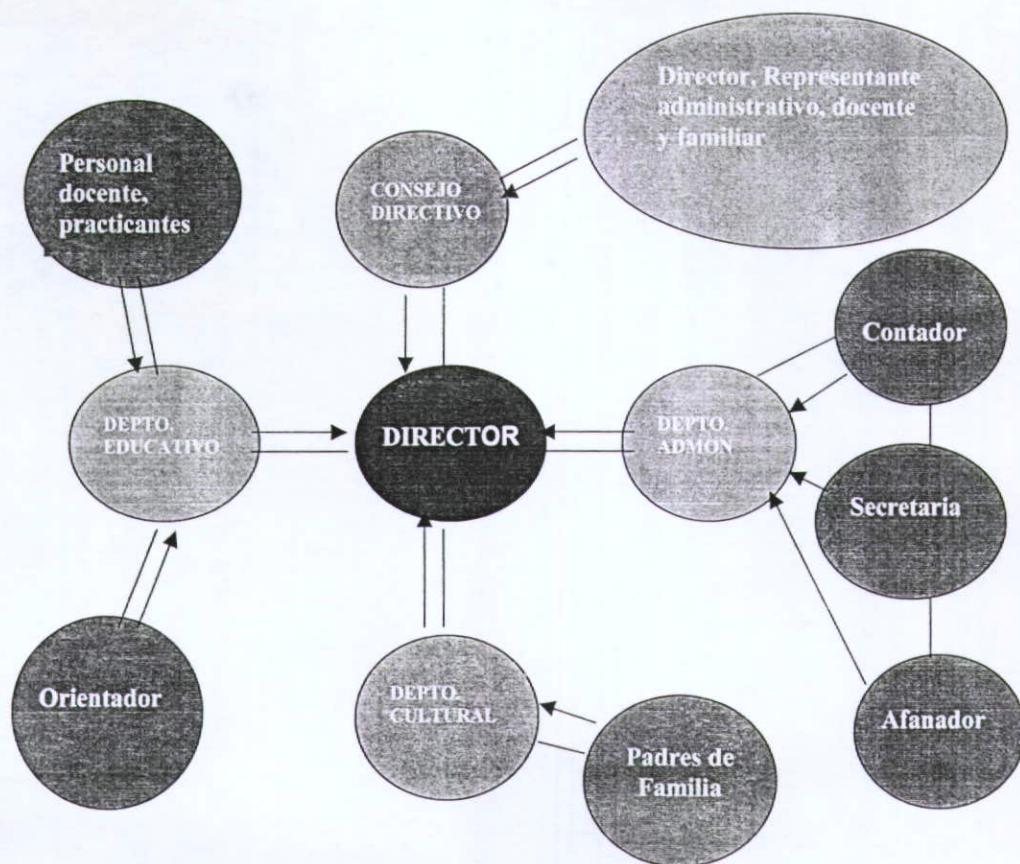 Director, Representante
administrativo, docente
y familiar
Personal
docente,
practicantes
CONSEJO
DIRECTIVO
Contador
DEPTO.
EDUCATIVO
DIRECTOR
DEPTO.
ADMON
Secretaria
Orientador
DEPTO.
CULTURAL
Afanador
Padres de
Familia